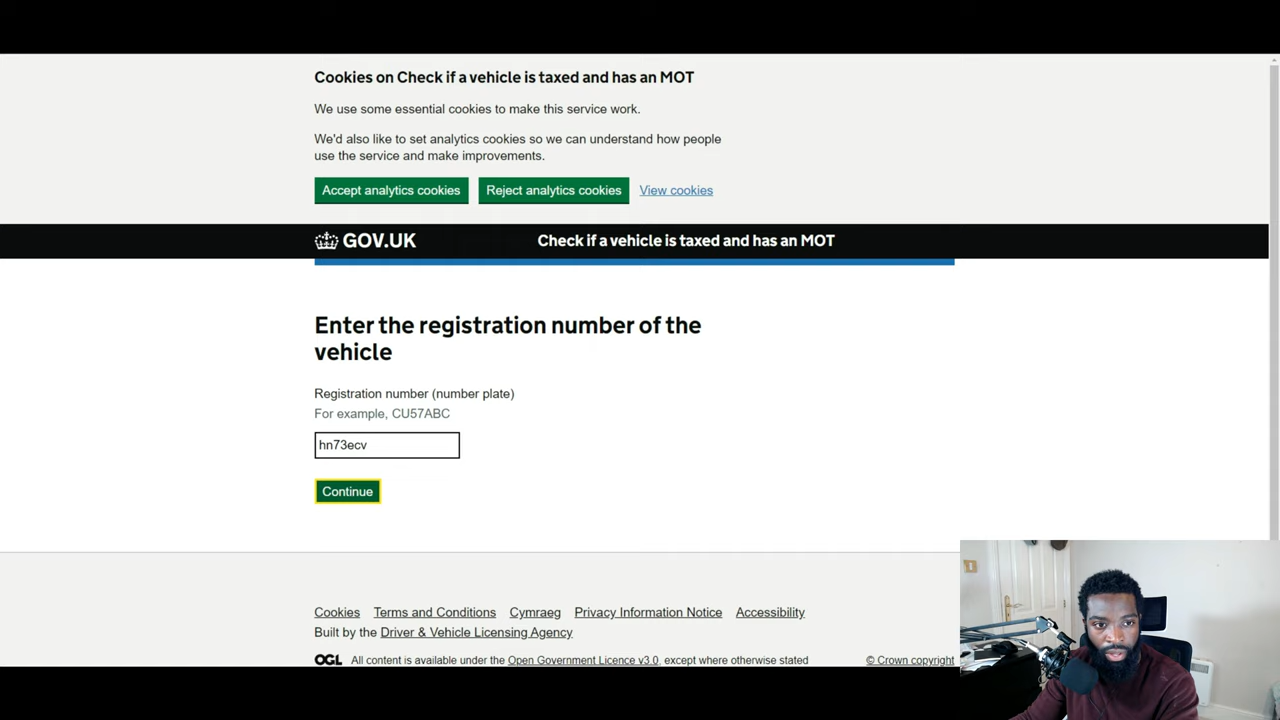 Cookies on Check if a vehicle is taxed and has an MOT
We use some essential cookies to make this service work.
We'd also like to set analytics cookies so we can understand how people
use the service and make improvements.
Accept analytics cookies Reject analytics cookies View cookies
GOV.UK Check if a vehicle is taxed and has an MOT
Enter the registration number of the
vehicle
Registration number (number plate)
For example, CU57ABC
hn73ecv
Continue
Cookies Terms and Conditions Cymraeg Privacy Information Notice Accessibility
Built by the Driver & Vehicle Licensing Agency
OGL All content is available under the Open Government Licence v3.0, except where otherwise stated © Crown copyright